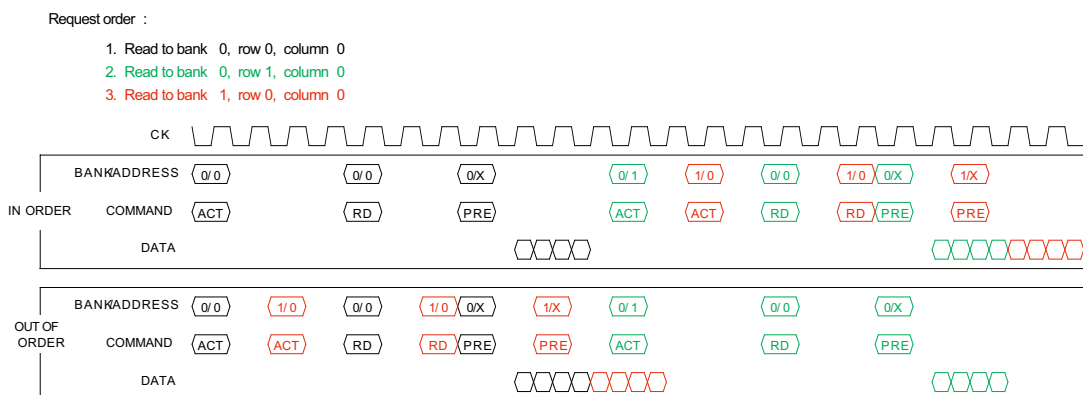 Request order :
1. Read to bank 0, row 0, column 0
2. Read to bank 0, row 1, column 0
3. Read to bank 1, row 0, column 0
CK
BANK/ADDRESS 0/0 0/0 0/X 0/1 1/0 0/0 1/0 0/X 1/X
IN ORDER COMMAND ACT RD PRE ACT ACT RD RD PRE PRE
DATA
BANK/ADDRESS 0/0 1/0 0/0 1/0 0/X 1/X 0/1 0/0 0/X
OUT OF
ORDER COMMAND ACT ACT RD RD PRE PRE ACT RD PRE
DATA